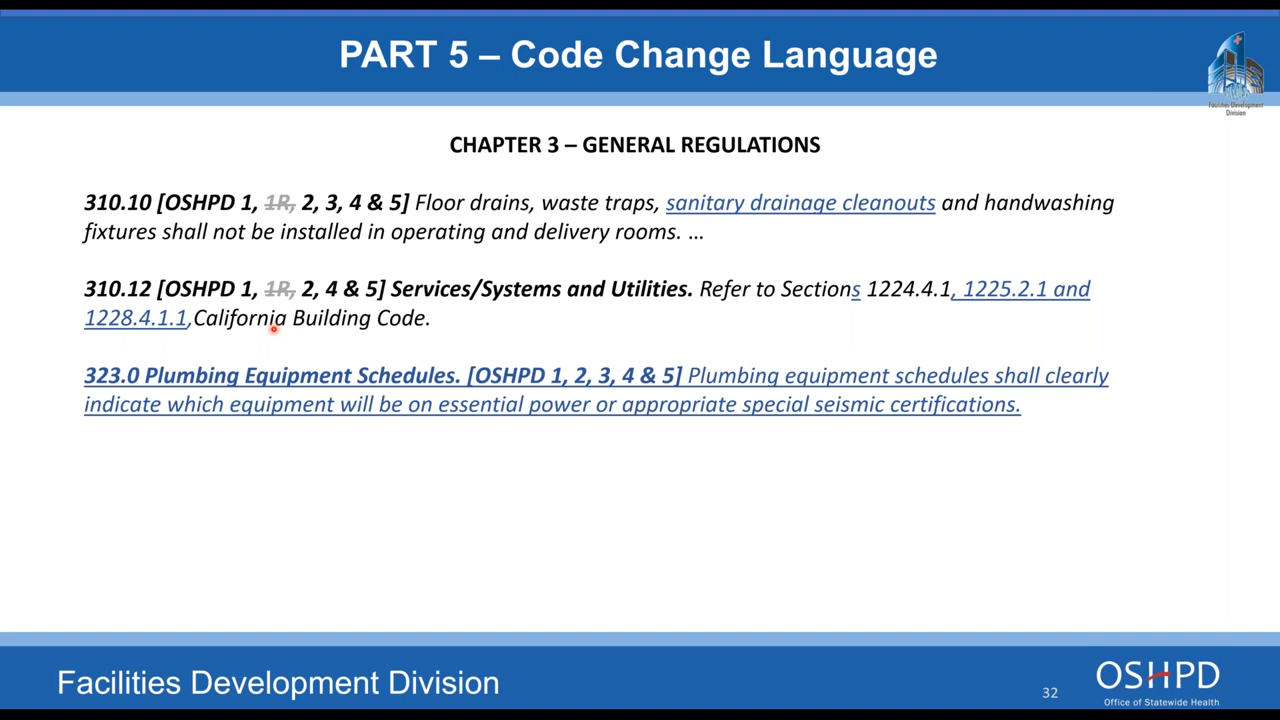 PART 5 – Code Change Language
Facilities Development
Division
CHAPTER 3 – GENERAL REGULATIONS
310.10 [OSHPD 1, 1R, 2, 3, 4 & 5] Floor drains, waste traps, sanitary drainage cleanouts and handwashing
fixtures shall not be installed in operating and delivery rooms. …
310.12 [OSHPD 1, 1R, 2, 4 & 5] Services/Systems and Utilities. Refer to Sections 1224.4.1, 1225.2.1 and
1228.4.1.1,California Building Code.
323.0 Plumbing Equipment Schedules. [OSHPD 1, 2, 3, 4 & 5] Plumbing equipment schedules shall clearly
indicate which equipment will be on essential power or appropriate special seismic certifications.
Facilities Development Division
32
OSHPD
Office of Statewide Health